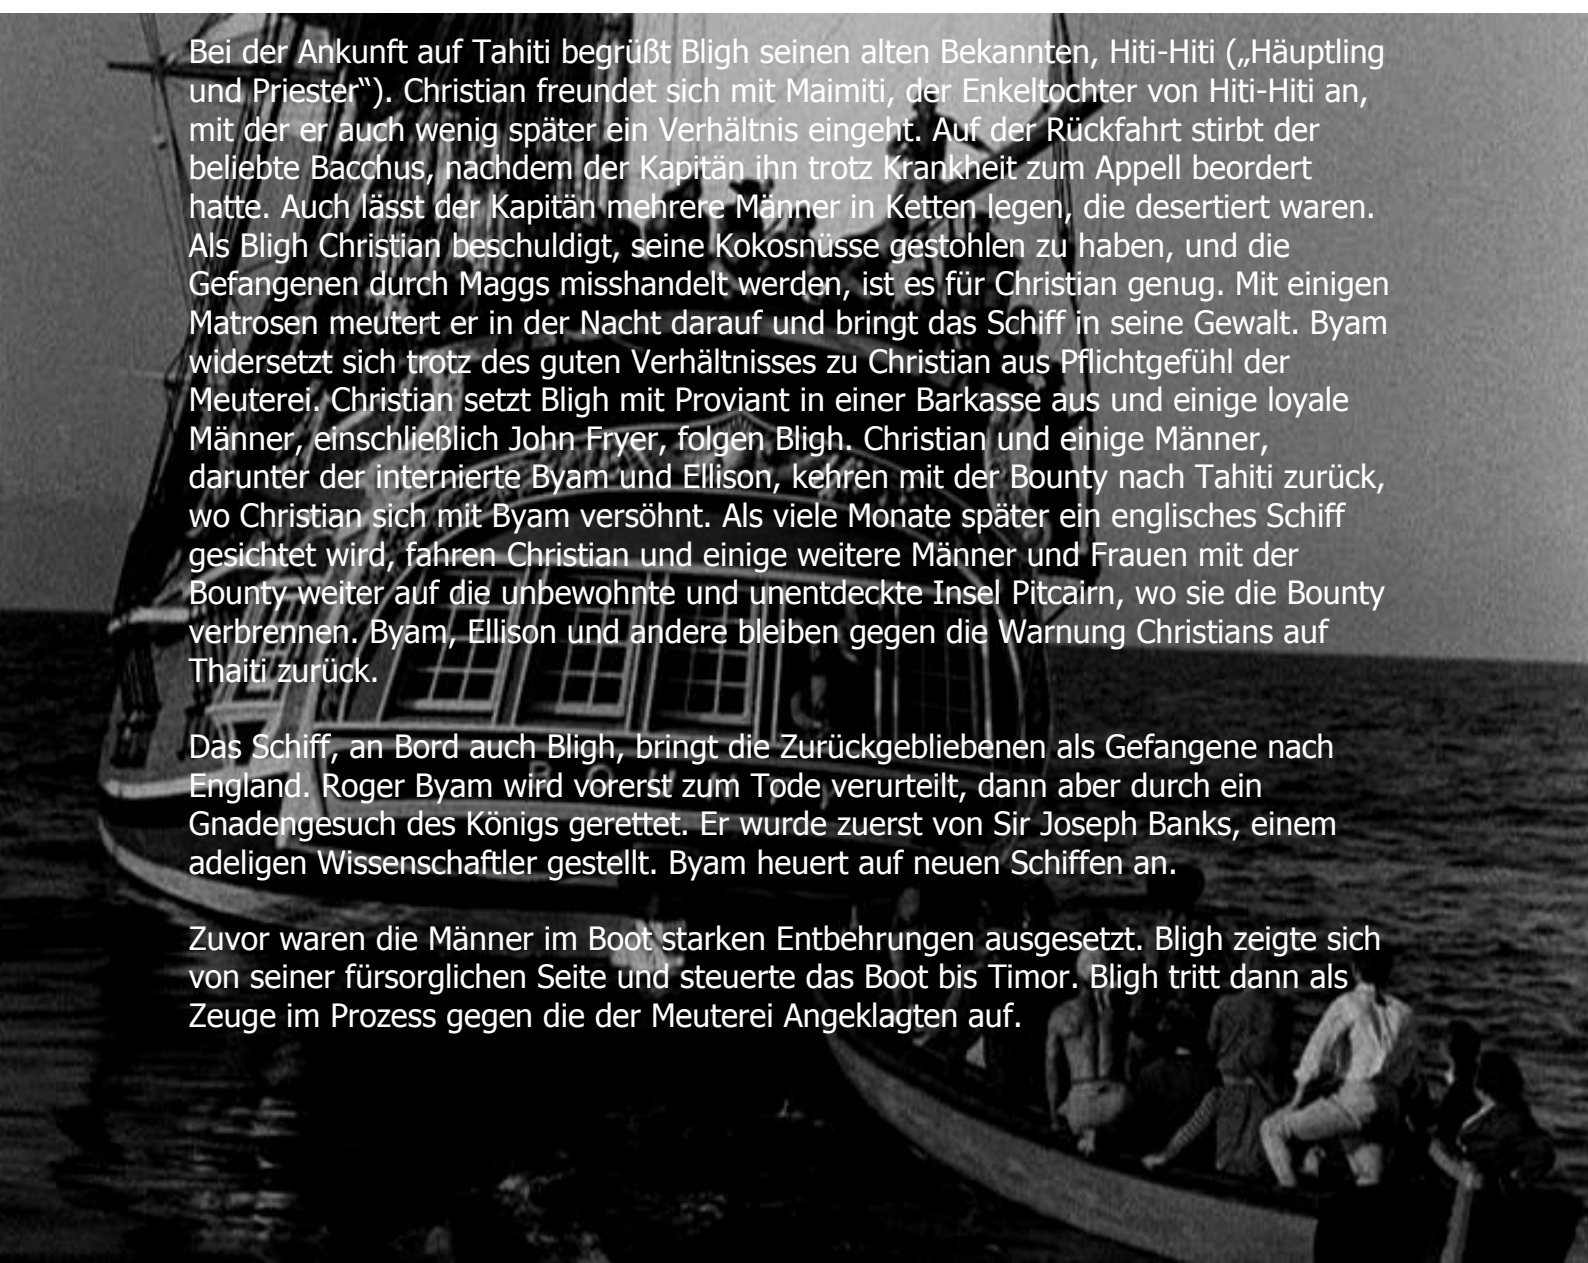 Bei der Ankunft auf Tahiti begrüßt Bligh seinen alten Bekannten, Hiti-Hiti („Häuptling
und Priester“). Christian freundet sich mit Maimiti, der Enkeltochter von Hiti-Hiti an,
mit der er auch wenig später ein Verhältnis eingeht. Auf der Rückfahrt stirbt der
beliebte Bacchus, nachdem der Kapitän ihn trotz Krankheit zum Appell beordert
hatte. Auch lässt der Kapitän mehrere Männer in Ketten legen, die desertiert waren.
Als Bligh Christian beschuldigt, seine Kokosnüsse gestohlen zu haben, und die
Gefangenen durch Maggs misshandelt werden, ist es für Christian genug. Mit einigen
Matrosen meutert er in der Nacht darauf und bringt das Schiff in seine Gewalt. Byam
widersetzt sich trotz des guten Verhältnisses zu Christian aus Pflichtgefühl der
Meuterei. Christian setzt Bligh mit Proviant in einer Barkasse aus und einige loyale
Männer, einschließlich John Fryer, folgen Bligh. Christian und einige Männer,
darunter der internierte Byam und Ellison, kehren mit der Bounty nach Tahiti zurück,
wo Christian sich mit Byam versöhnt. Als viele Monate später ein englisches Schiff
gesichtet wird, fahren Christian und einige weitere Männer und Frauen mit der
Bounty weiter auf die unbewohnte und unentdeckte Insel Pitcairn, wo sie die Bounty
verbrennen. Byam, Ellison und andere bleiben gegen die Warnung Christians auf
Thaiti zurück.
Das Schiff, an Bord auch Bligh, bringt die Zurückgebliebenen als Gefangene nach
England. Roger Byam wird vorerst zum Tode verurteilt, dann aber durch ein
Gnadengesuch des Königs gerettet. Er wurde zuerst von Sir Joseph Banks, einem
adeligen Wissenschaftler gestellt. Byam heuert auf neuen Schiffen an.
Zuvor waren die Männer im Boot starken Entbehrungen ausgesetzt. Bligh zeigte sich
von seiner fürsorglichen Seite und steuerte das Boot bis Timor. Bligh tritt dann als
Zeuge im Prozess gegen die der Meuterei Angeklagten auf.